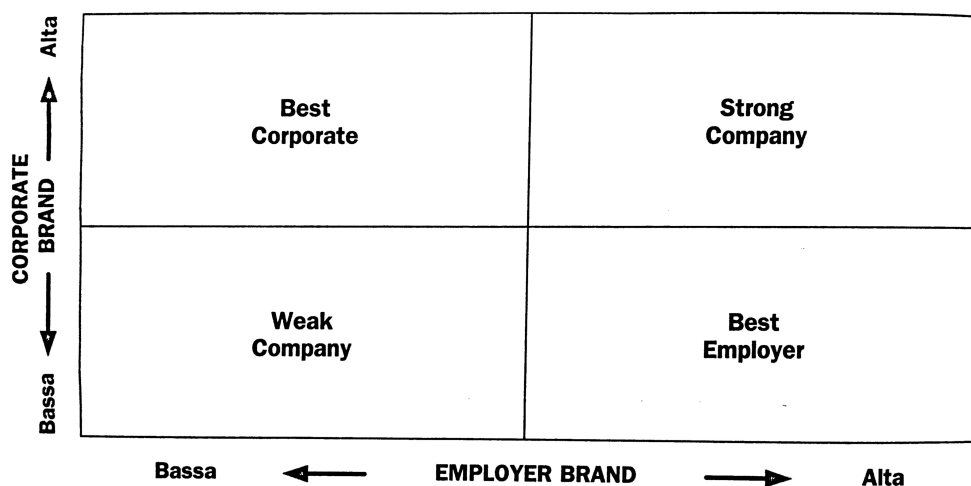 Alta
Best
Corporate
Strong
Company
CORPORATE
BRAND
Weak
Company
Best
Employer
Bassa
Bassa
EMPLOYER BRAND
Alta